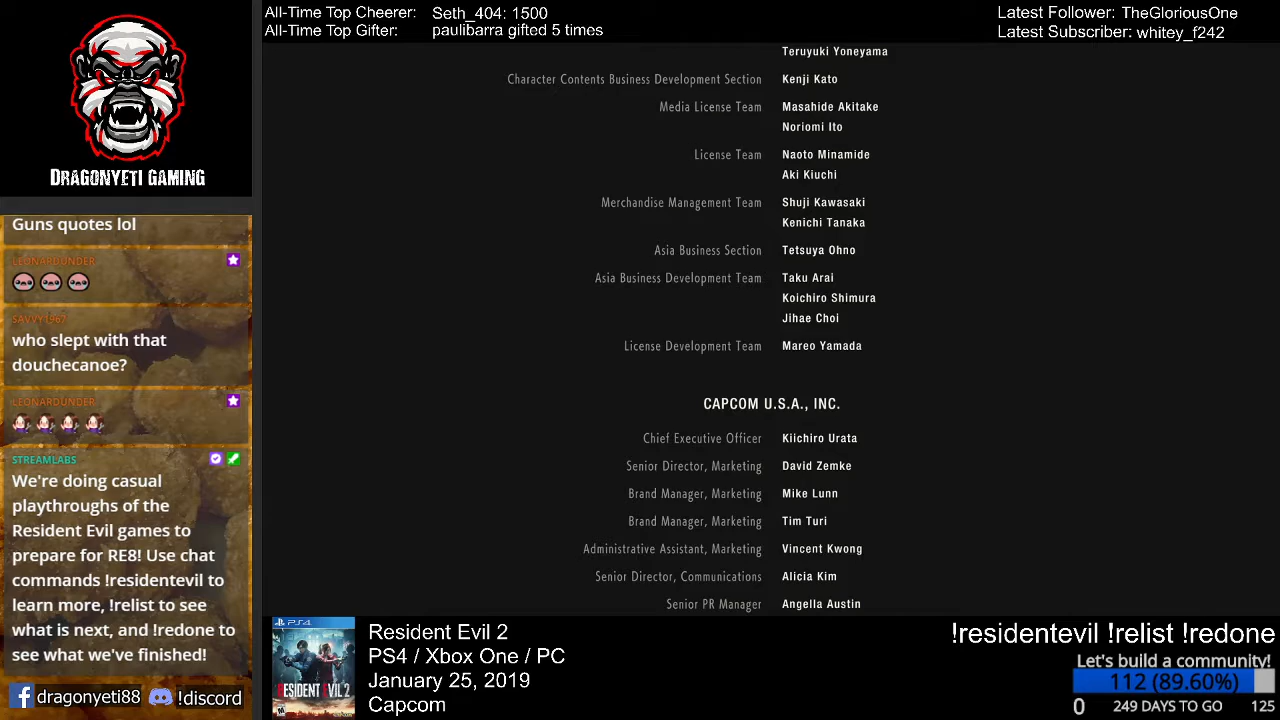 All-Time Top Cheerer: Seth_404: 1500
All-Time Top Gifter: paulibarra gifted 5 times
Latest Follower: TheGloriousOne
Latest Subscriber: whitey_f242
DRAGONYETI GAMING
Guns quotes lol
LEONARDUNDER
SAVVY1967
who slept with that
douchecanoe?
LEONARDUNDER
STREAMLABS
We're doing casual
playthroughs of the
Resident Evil games to
prepare for RE8! Use chat
commands !residentevil to
learn more, !relist to see
what is next, and !redone to
see what we've finished!
dragonyeti88 !discord
Teruyuki Yoneyama
Character Contents Business Development Section Kenji Kato
Media License Team Masahide Akitake
Noriomi Ito
License Team Naoto Minamide
Aki Kiuchi
Merchandise Management Team Shuji Kawasaki
Kenichi Tanaka
Asia Business Section Tetsuya Ohno
Asia Business Development Team Taku Arai
Koichiro Shimura
Jihae Choi
License Development Team Mareo Yamada
CAPCOM U.S.A., INC.
Chief Executive Officer Kiichiro Urata
Senior Director, Marketing David Zemke
Brand Manager, Marketing Mike Lunn
Brand Manager, Marketing Tim Turi
Administrative Assistant, Marketing Vincent Kwong
Senior Director, Communications Alicia Kim
Senior PR Manager Angella Austin
PS4
RESIDENT EVIL 2
Resident Evil 2
PS4 / Xbox One / PC
January 25, 2019
Capcom
!residentevil !relist !redone
Let's build a community!
112 (89.60%)
0 249 DAYS TO GO 125